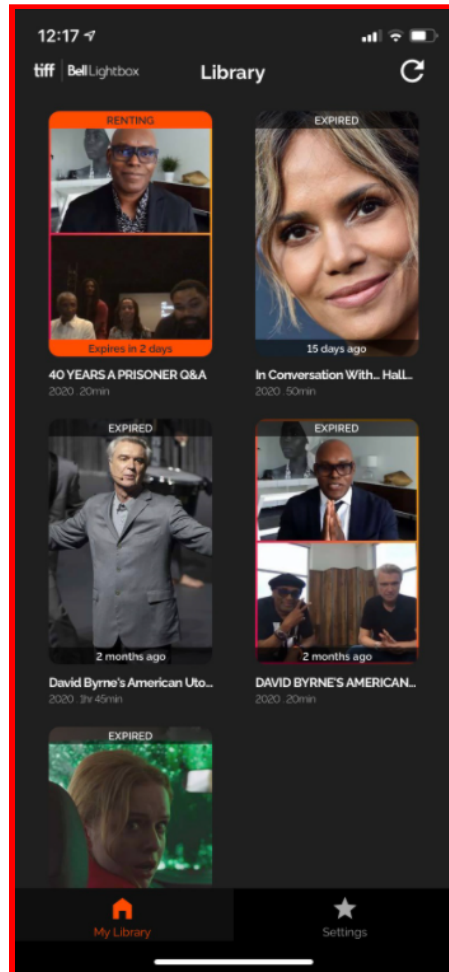 12:17
tiff Bell Lightbox
Library
RENTING
Expires in 2 days
40 YEARS A PRISONER Q&A
2020 . 20min
EXPIRED
15 days ago
In Conversation With... Hall...
2020 . 50min
EXPIRED
2 months ago
David Byrne's American Uto...
2020 . 1hr 45min
EXPIRED
2 months ago
DAVID BYRNE'S AMERICAN...
2020 . 20min
EXPIRED
My Library
Settings